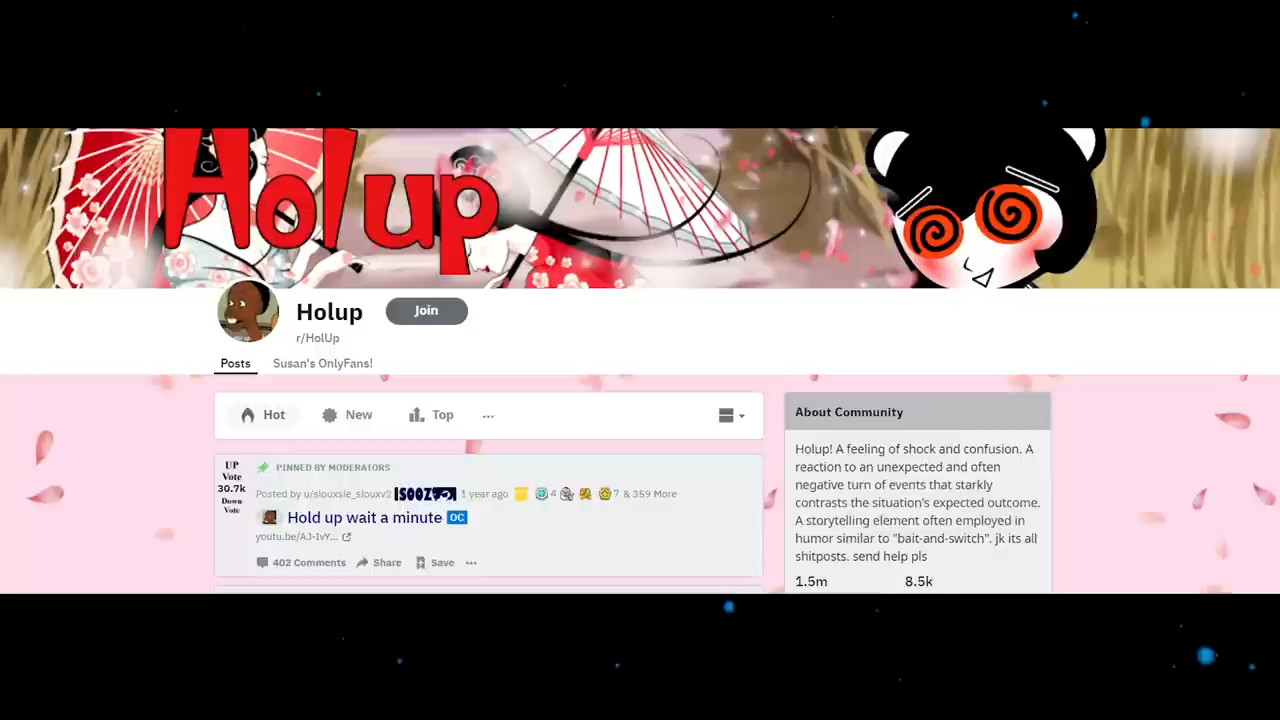 Holup
Holup
Join
r/HolUp
Posts
Susan's OnlyFans!
Hot
New
Top
...
About Community
Holup! A feeling of shock and confusion. A
reaction to an unexpected and often
negative turn of events that starkly
contrasts the situation's expected outcome.
A storytelling element often employed in
humor similar to "bait-and-switch". jk its all
shitposts. send help pls
1.5m
8.5k
UP
Vote
30.7k
Down
Vote
PINNED BY MODERATORS
Posted by u/siouxsie_siouxv2 SOOZ 1 year ago 4 7 & 359 More
Hold up wait a minute OC
youtu.be/AJ-IvY...
402 Comments Share Save ...